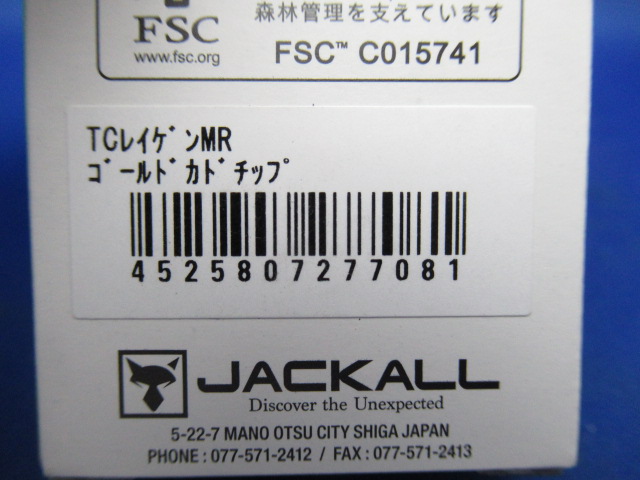 FSC
www.fsc.org
森林管理を支えています
FSC™ C015741
TCﾚｲｹﾞﾝMR
ｺﾞｰﾙﾄﾞｶﾄﾞﾁｯﾌﾟ
4525807277081
JACKALL
Discover the Unexpected
5-22-7 MANO OTSU CITY SHIGA JAPAN
PHONE : 077-571-2412 / FAX : 077-571-2413